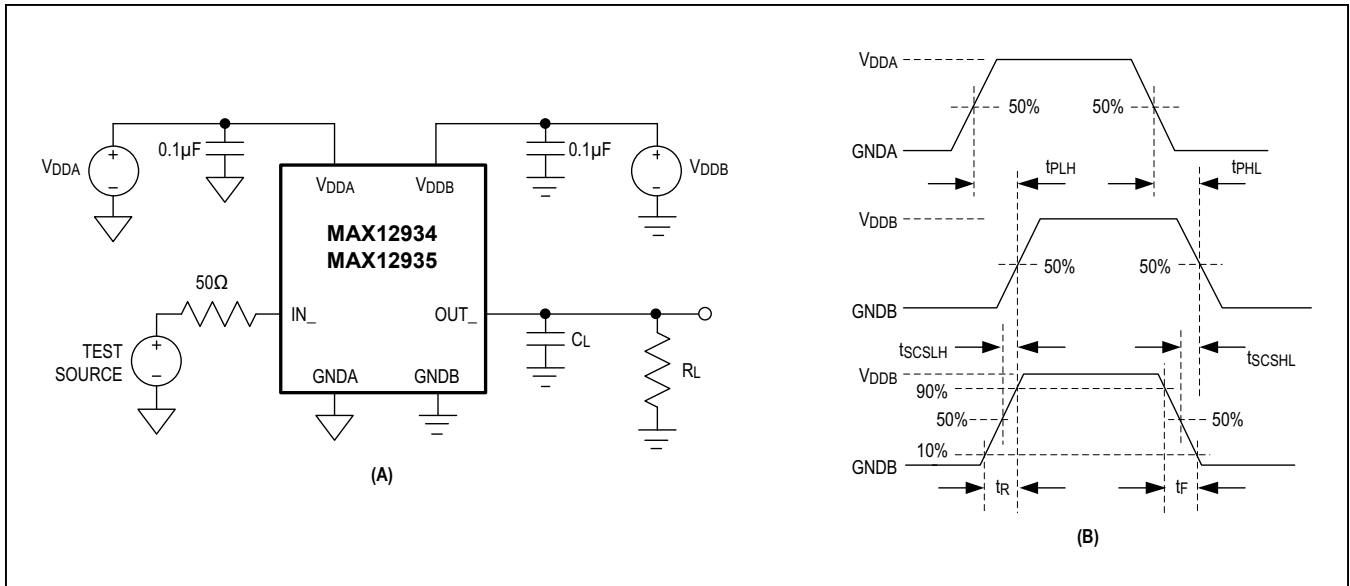 VDDA
0.1µF
0.1µF
VDDB
VDDA
VDDB
MAX12934
MAX12935
50Ω
IN_
OUT_
TEST
SOURCE
CL
RL
GNDA
GNDB
(A)
VDDA
50%
50%
GNDA
tPLH
tPHL
VDDB
50%
50%
GNDB
tSCSLH
tSCSHL
VDDB
90%
50%
50%
10%
GNDB
tR
tF
(B)